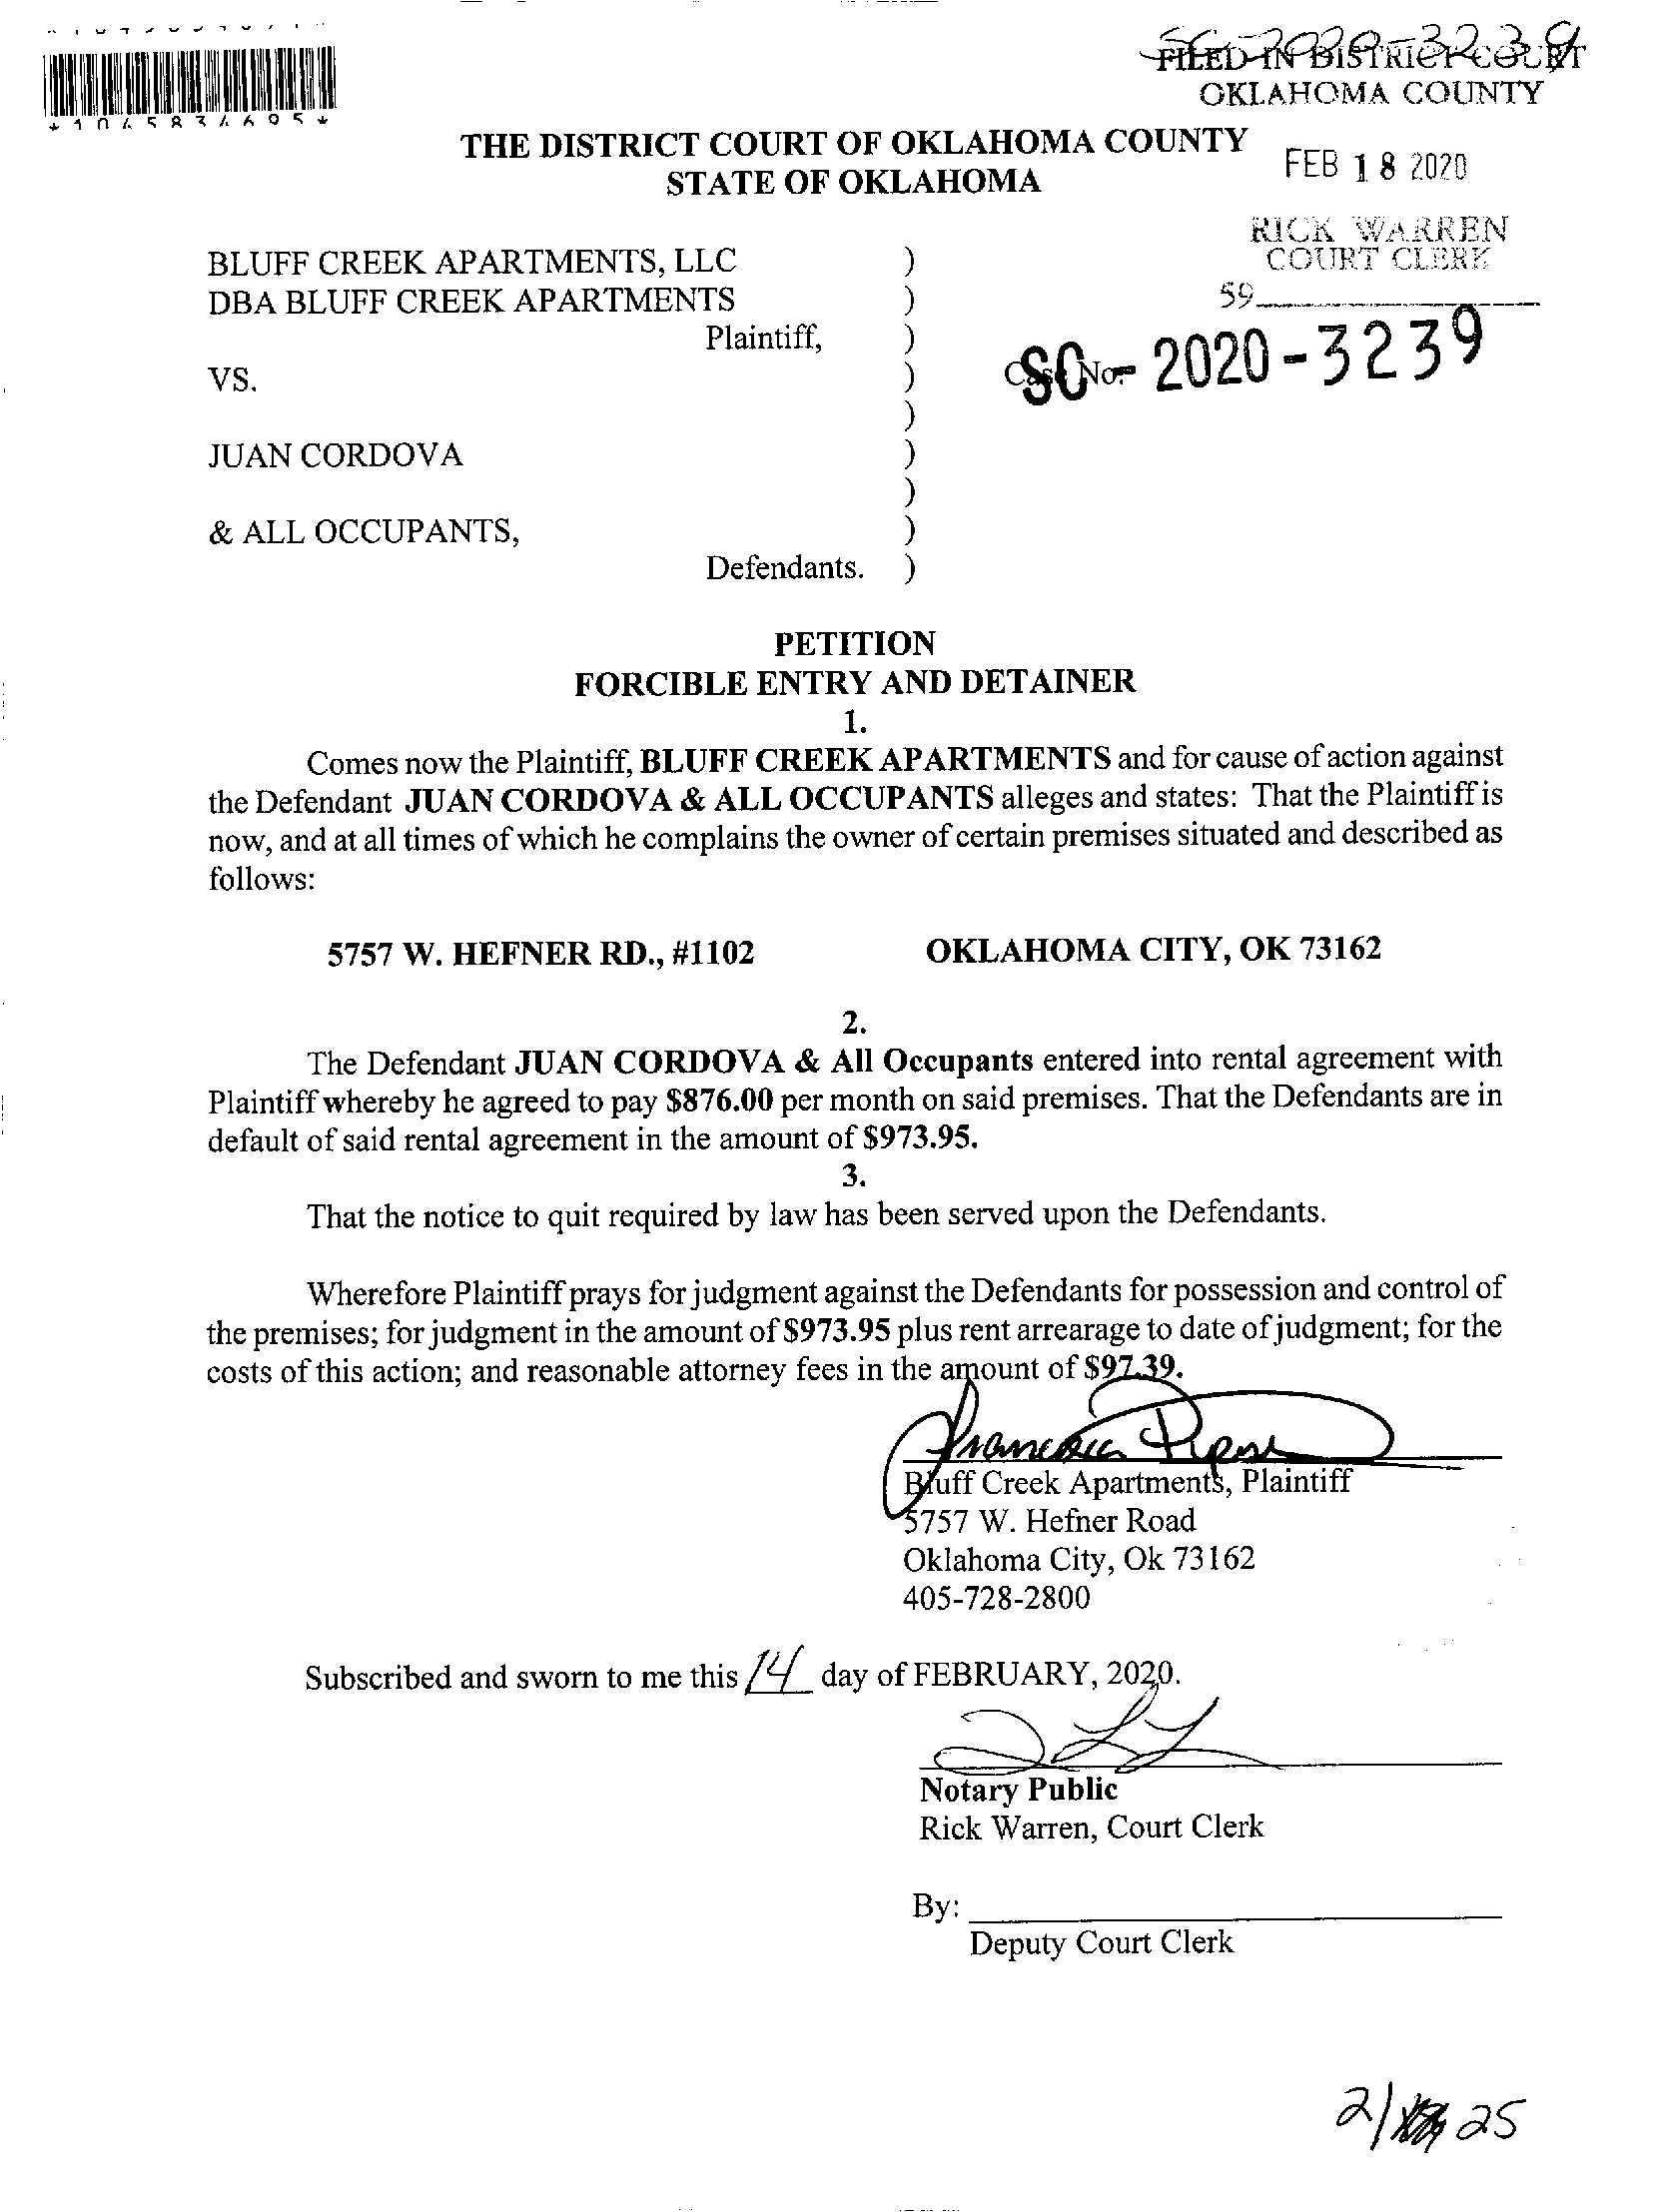 SC-2020-3239
FILED IN DISTRICT COURT
OKLAHOMA COUNTY
*1045834695*
THE DISTRICT COURT OF OKLAHOMA COUNTY
STATE OF OKLAHOMA
FEB 18 2020
RICK WARREN
COURT CLERK
59
BLUFF CREEK APARTMENTS, LLC )
DBA BLUFF CREEK APARTMENTS )
Plaintiff, )
Case No.
SC - 2020 - 3239
VS. )
)
JUAN CORDOVA )
)
& ALL OCCUPANTS, )
Defendants. )
PETITION
FORCIBLE ENTRY AND DETAINER
1.
Comes now the Plaintiff, BLUFF CREEK APARTMENTS and for cause of action against
the Defendant JUAN CORDOVA & ALL OCCUPANTS alleges and states: That the Plaintiff is
now, and at all times of which he complains the owner of certain premises situated and described as
follows:
5757 W. HEFNER RD., #1102 OKLAHOMA CITY, OK 73162
2.
The Defendant JUAN CORDOVA & All Occupants entered into rental agreement with
Plaintiff whereby he agreed to pay $876.00 per month on said premises. That the Defendants are in
default of said rental agreement in the amount of $973.95.
3.
That the notice to quit required by law has been served upon the Defendants.
Wherefore Plaintiff prays for judgment against the Defendants for possession and control of
the premises; for judgment in the amount of $973.95 plus rent arrearage to date of judgment; for the
costs of this action; and reasonable attorney fees in the amount of $97.39.
Bluff Creek Apartments, Plaintiff
5757 W. Hefner Road
Oklahoma City, Ok 73162
405-728-2800
Subscribed and sworn to me this 14 day of FEBRUARY, 2020.
Notary Public
Rick Warren, Court Clerk
By:
Deputy Court Clerk
2/ 25